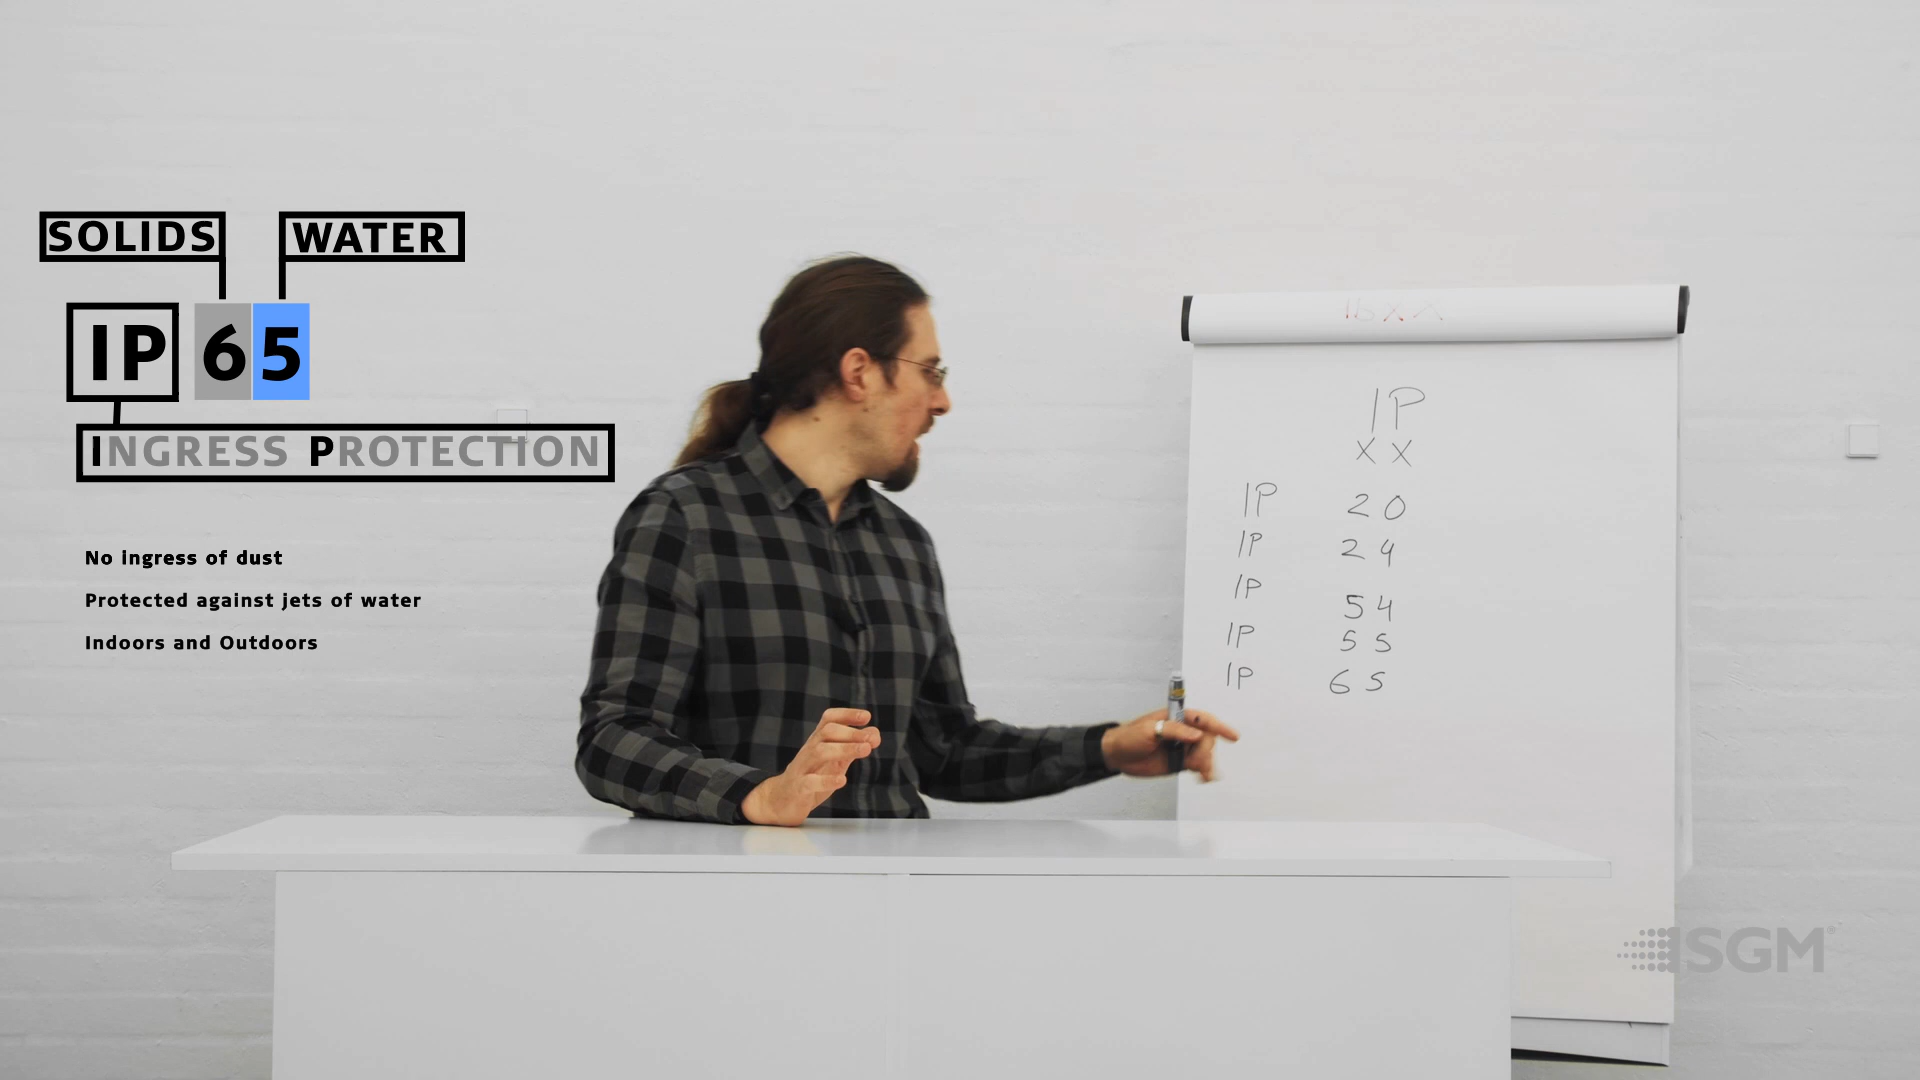 SOLIDS WATER
IP 65
INGRESS PROTECTION
No ingress of dust
Protected against jets of water
Indoors and Outdoors
IP
X X
IP 20
IP 24
IP 54
IP 55
IP 65
SGM